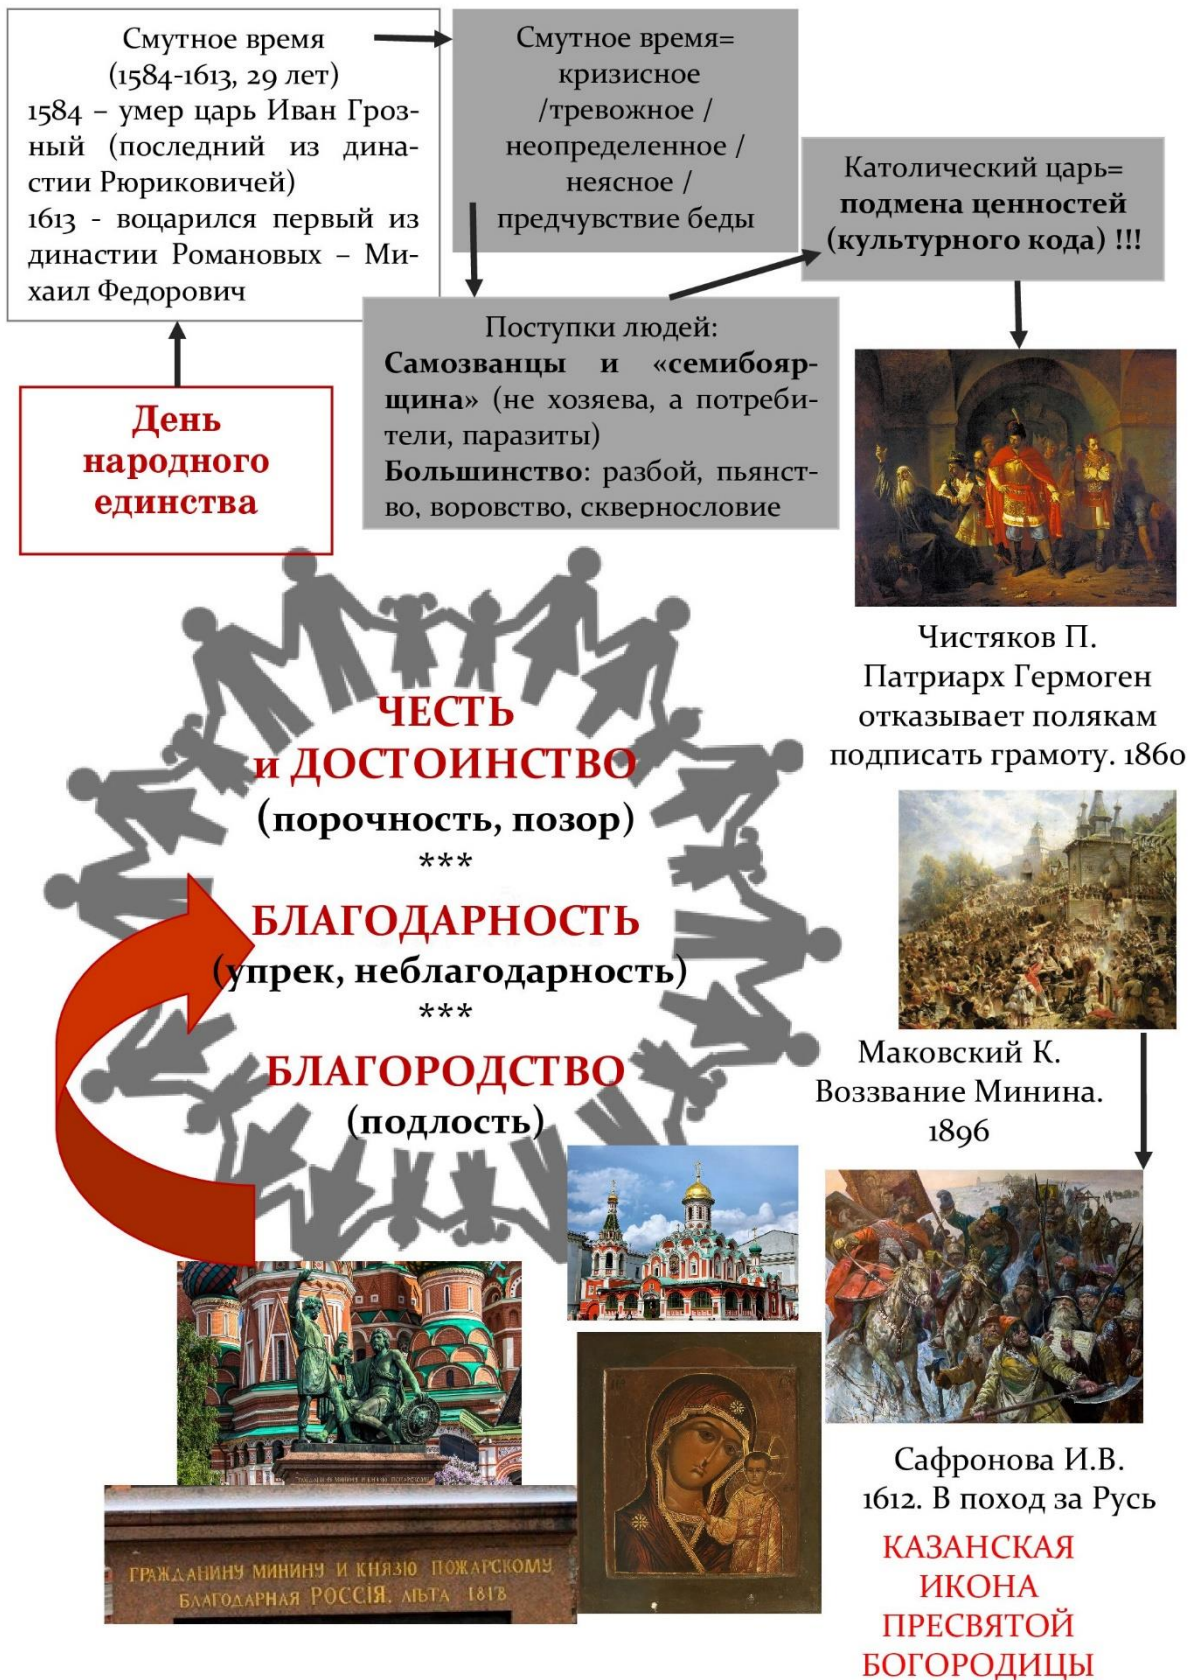 Смутное время
(1584-1613, 29 лет)
1584 – умер царь Иван Гроз-
ный (последний из дина-
стии Рюриковичей)
1613 - воцарился первый из
династии Романовых – Ми-
хаил Федорович
Смутное время=
кризисное
/тревожное /
неопределенное /
неясное /
предчувствие беды
Католический царь=
подмена ценностей
(культурного кода) !!!
Поступки людей:
Самозванцы и «семибояр-
щина» (не хозяева, а потреби-
тели, паразиты)
Большинство: разбой, пьянст-
во, воровство, сквернословие
День
народного
единства
Чистяков П.
Патриарх Гермоген
отказывает полякам
подписать грамоту. 1860
ЧЕСТЬ
и ДОСТОИНСТВО
(порочность, позор)
***
БЛАГОДАРНОСТЬ
(упрек, неблагодарность)
***
БЛАГОРОДСТВО
(подлость)
Маковский К.
Воззвание Минина.
1896
Сафронова И.В.
1612. В поход за Русь
ГРАЖДАНИНУ МИНИНУ И КНЯЗЮ ПОЖАРСКОМУ
БЛАГОДАРНАЯ РОССІЯ. ЛѢТА 1818
КАЗАНСКАЯ
ИКОНА
ПРЕСВЯТОЙ
БОГОРОДИЦЫ